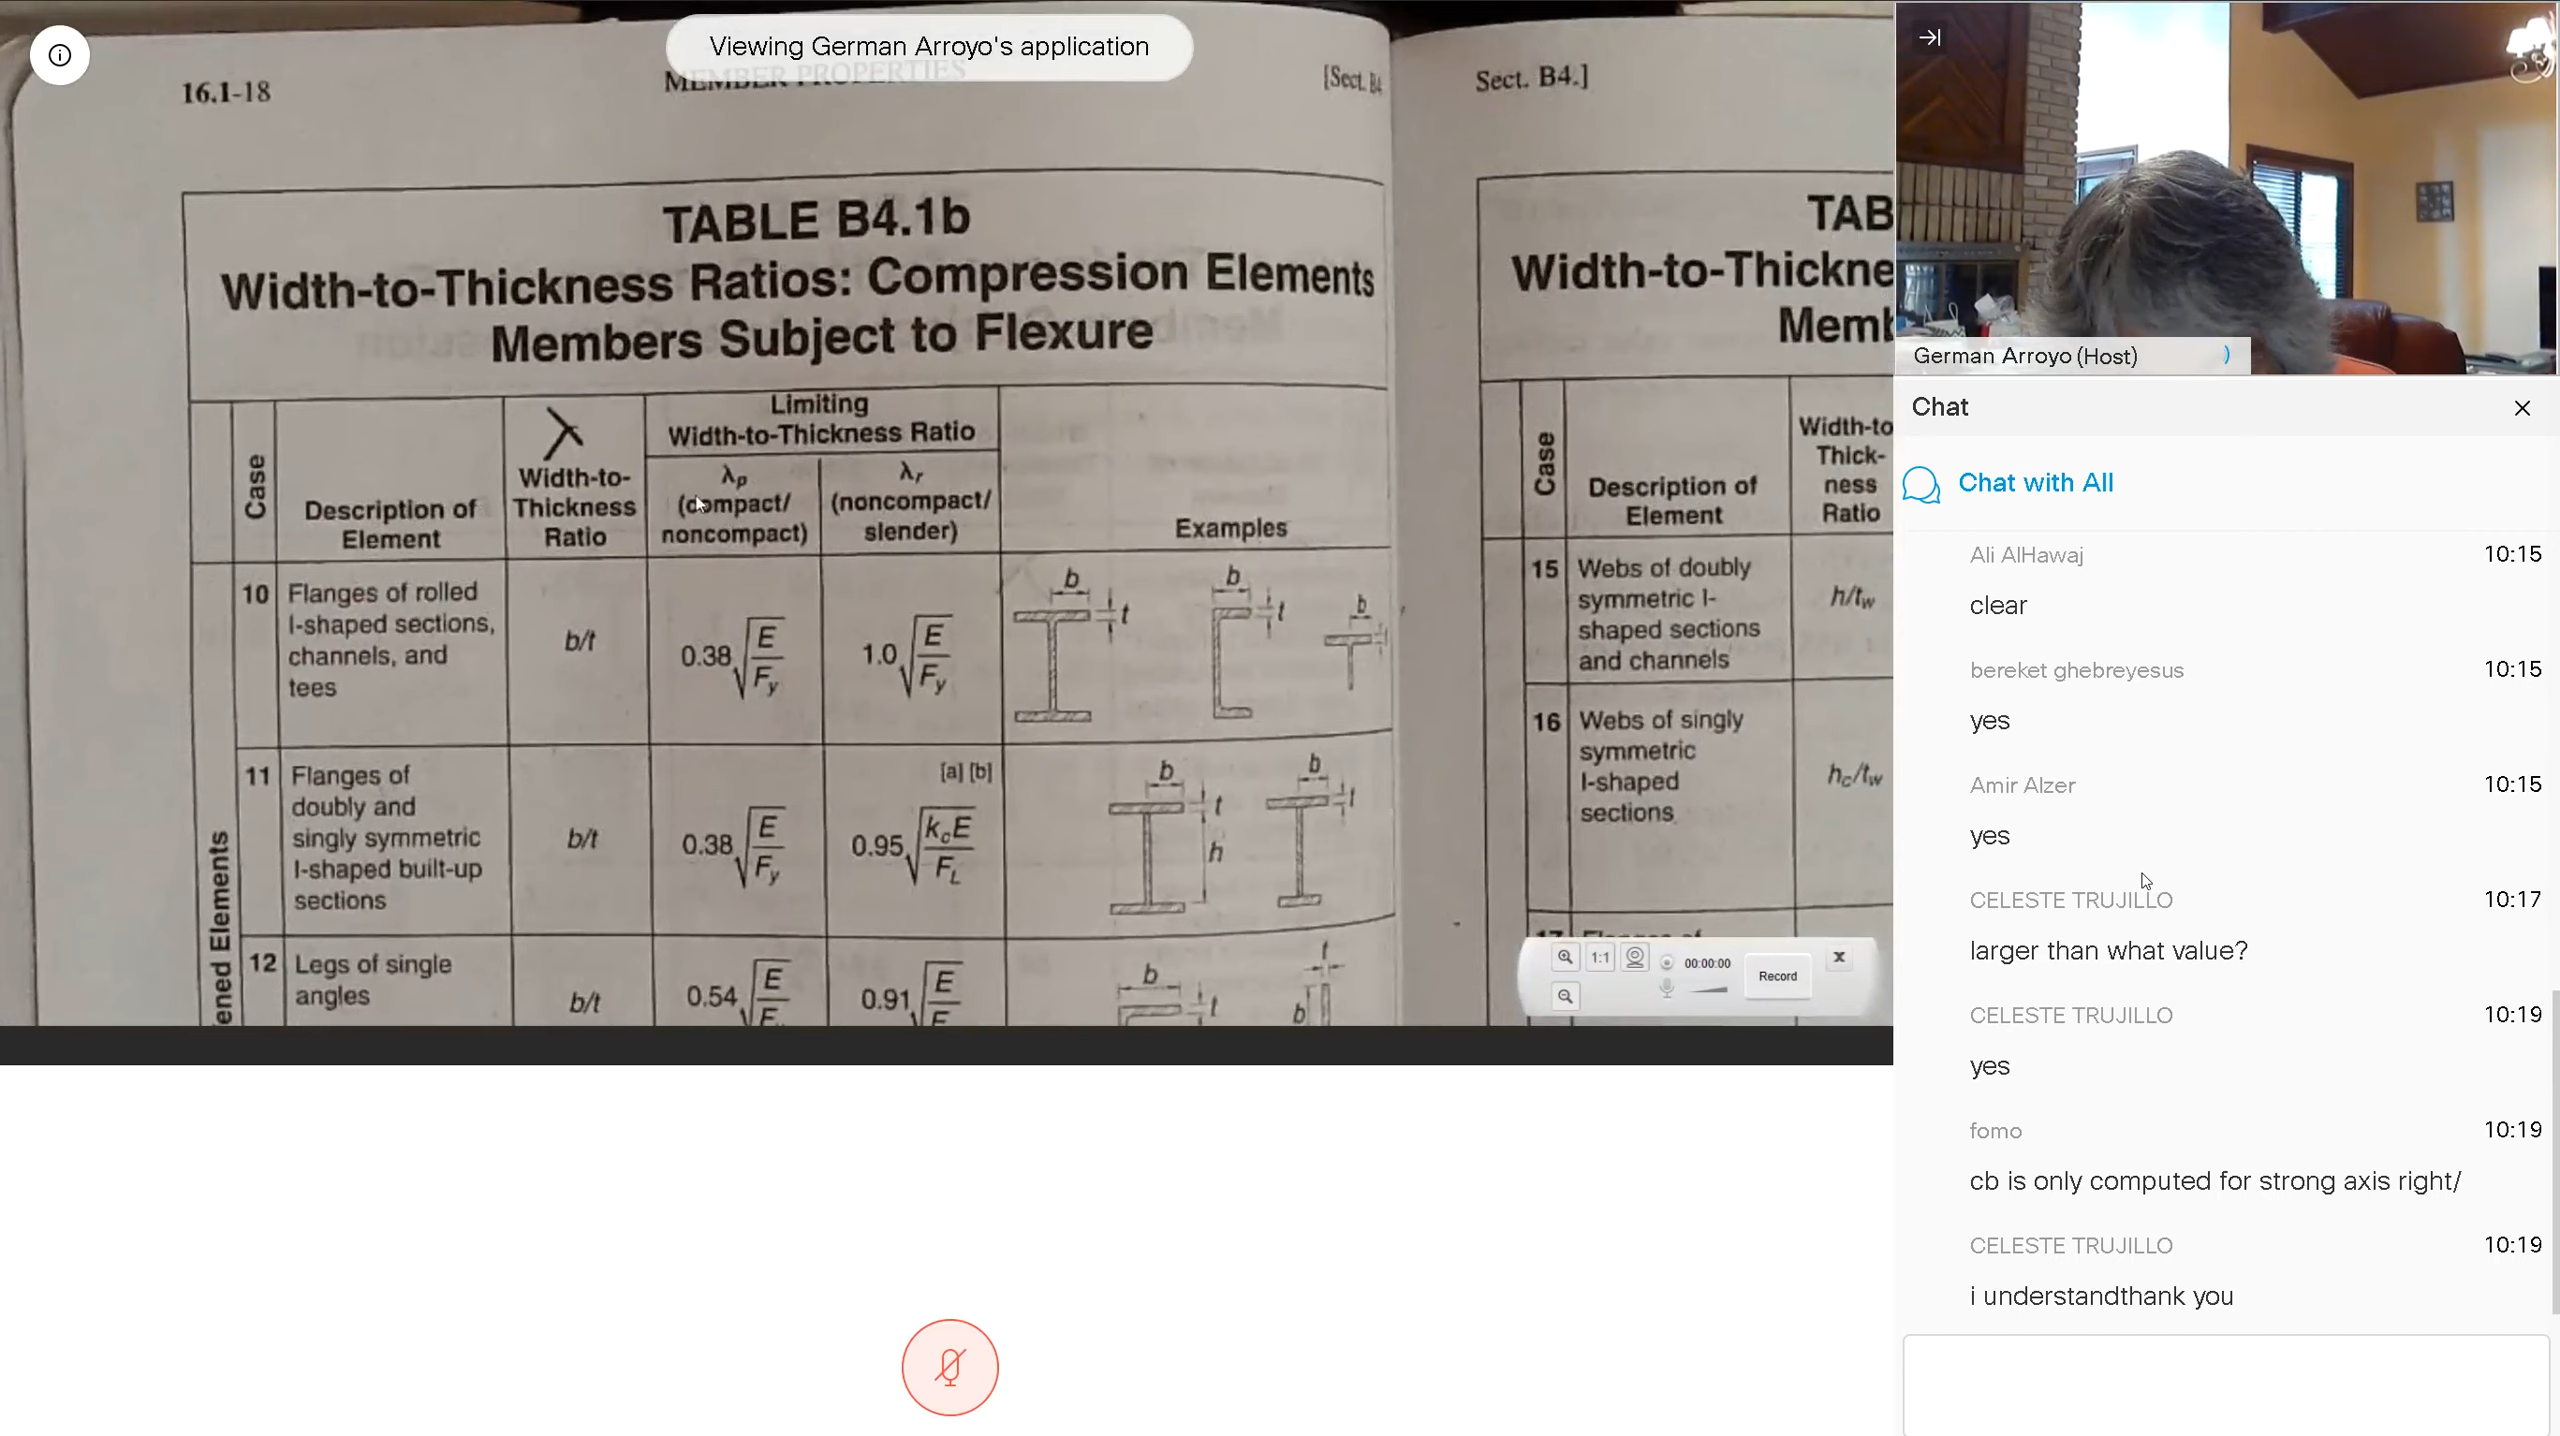 Viewing German Arroyo's application
16.1-18
MEMBER PROPERTIES
[Sect. B4
TABLE B4.1b
Width-to-Thickness Ratios: Compression Elements
Members Subject to Flexure
Case
Description of
Element
λ
Width-to-
Thickness
Ratio
Limiting
Width-to-Thickness Ratio
λp
(compact/
noncompact)
λr
(noncompact/
slender)
Examples
ened Elements
10
Flanges of rolled
I-shaped sections,
channels, and
tees
b/t
0.38√E/Fy
1.0√E/Fy
b t
b t
b
11
Flanges of
doubly and
singly symmetric
I-shaped built-up
sections
b/t
0.38√E/Fy
[a] [b]
0.95√kcE/FL
b t h
b t
12
Legs of single
angles
b/t
0.54√E/F
0.91√E/F
b t
t b
Sect. B4.]
TAB
Width-to-Thickne
Memb
Case
Description of
Element
Width-to
Thick-
ness
Ratio
15
Webs of doubly
symmetric I-
shaped sections
and channels
h/tw
16
Webs of singly
symmetric
I-shaped
sections
hc/tw
1:1
00:00:00
Record
X
German Arroyo (Host)
Chat
Chat with All
Ali AlHawaj 10:15
clear
bereket ghebreyesus 10:15
yes
Amir Alzer 10:15
yes
CELESTE TRUJILLO 10:17
larger than what value?
CELESTE TRUJILLO 10:19
yes
fomo 10:19
cb is only computed for strong axis right/
CELESTE TRUJILLO 10:19
i understandthank you